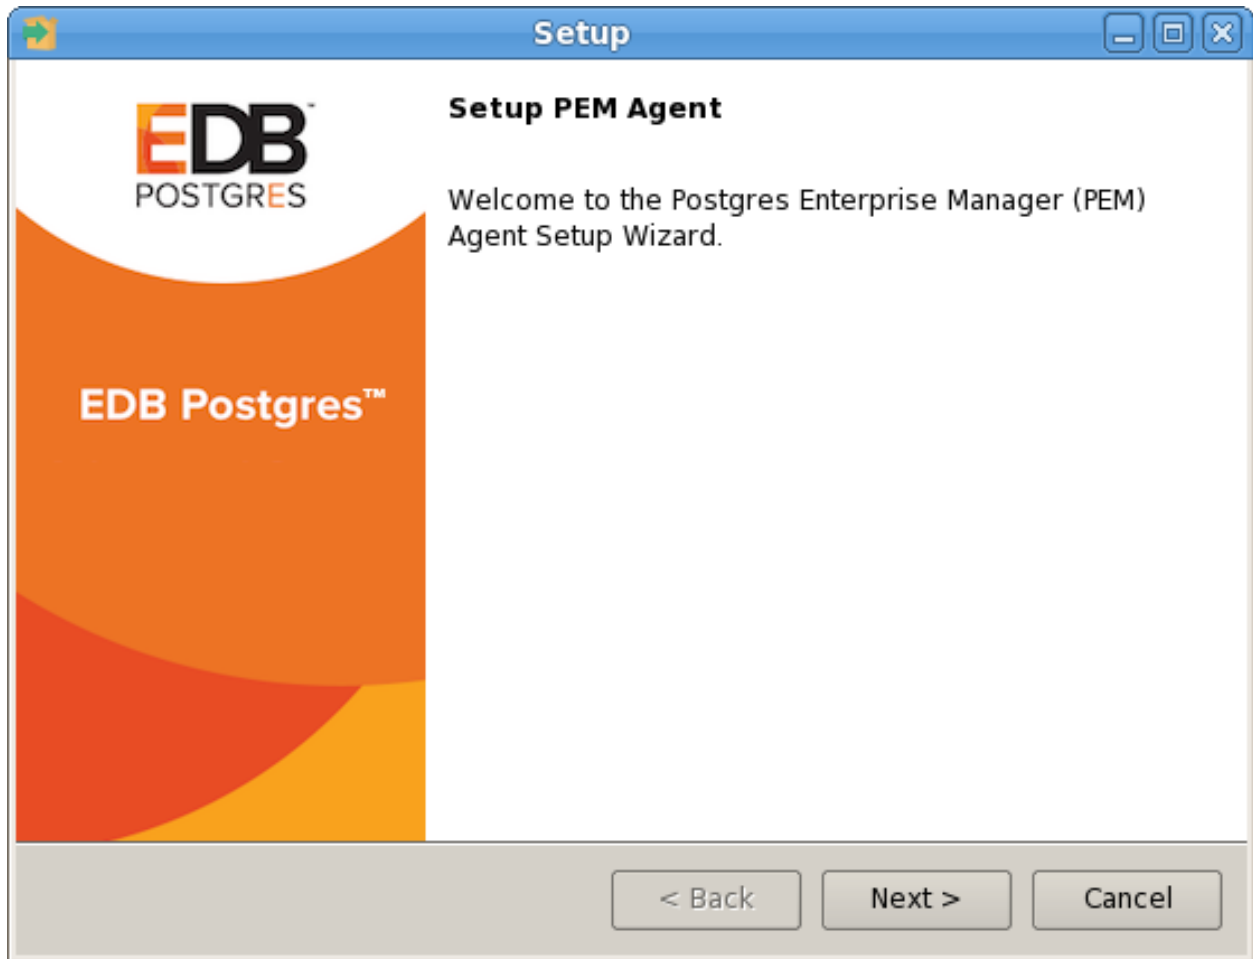 Setup
EDB™
POSTGRES
EDB Postgres™
Setup PEM Agent
Welcome to the Postgres Enterprise Manager (PEM)
Agent Setup Wizard.
< Back
Next >
Cancel